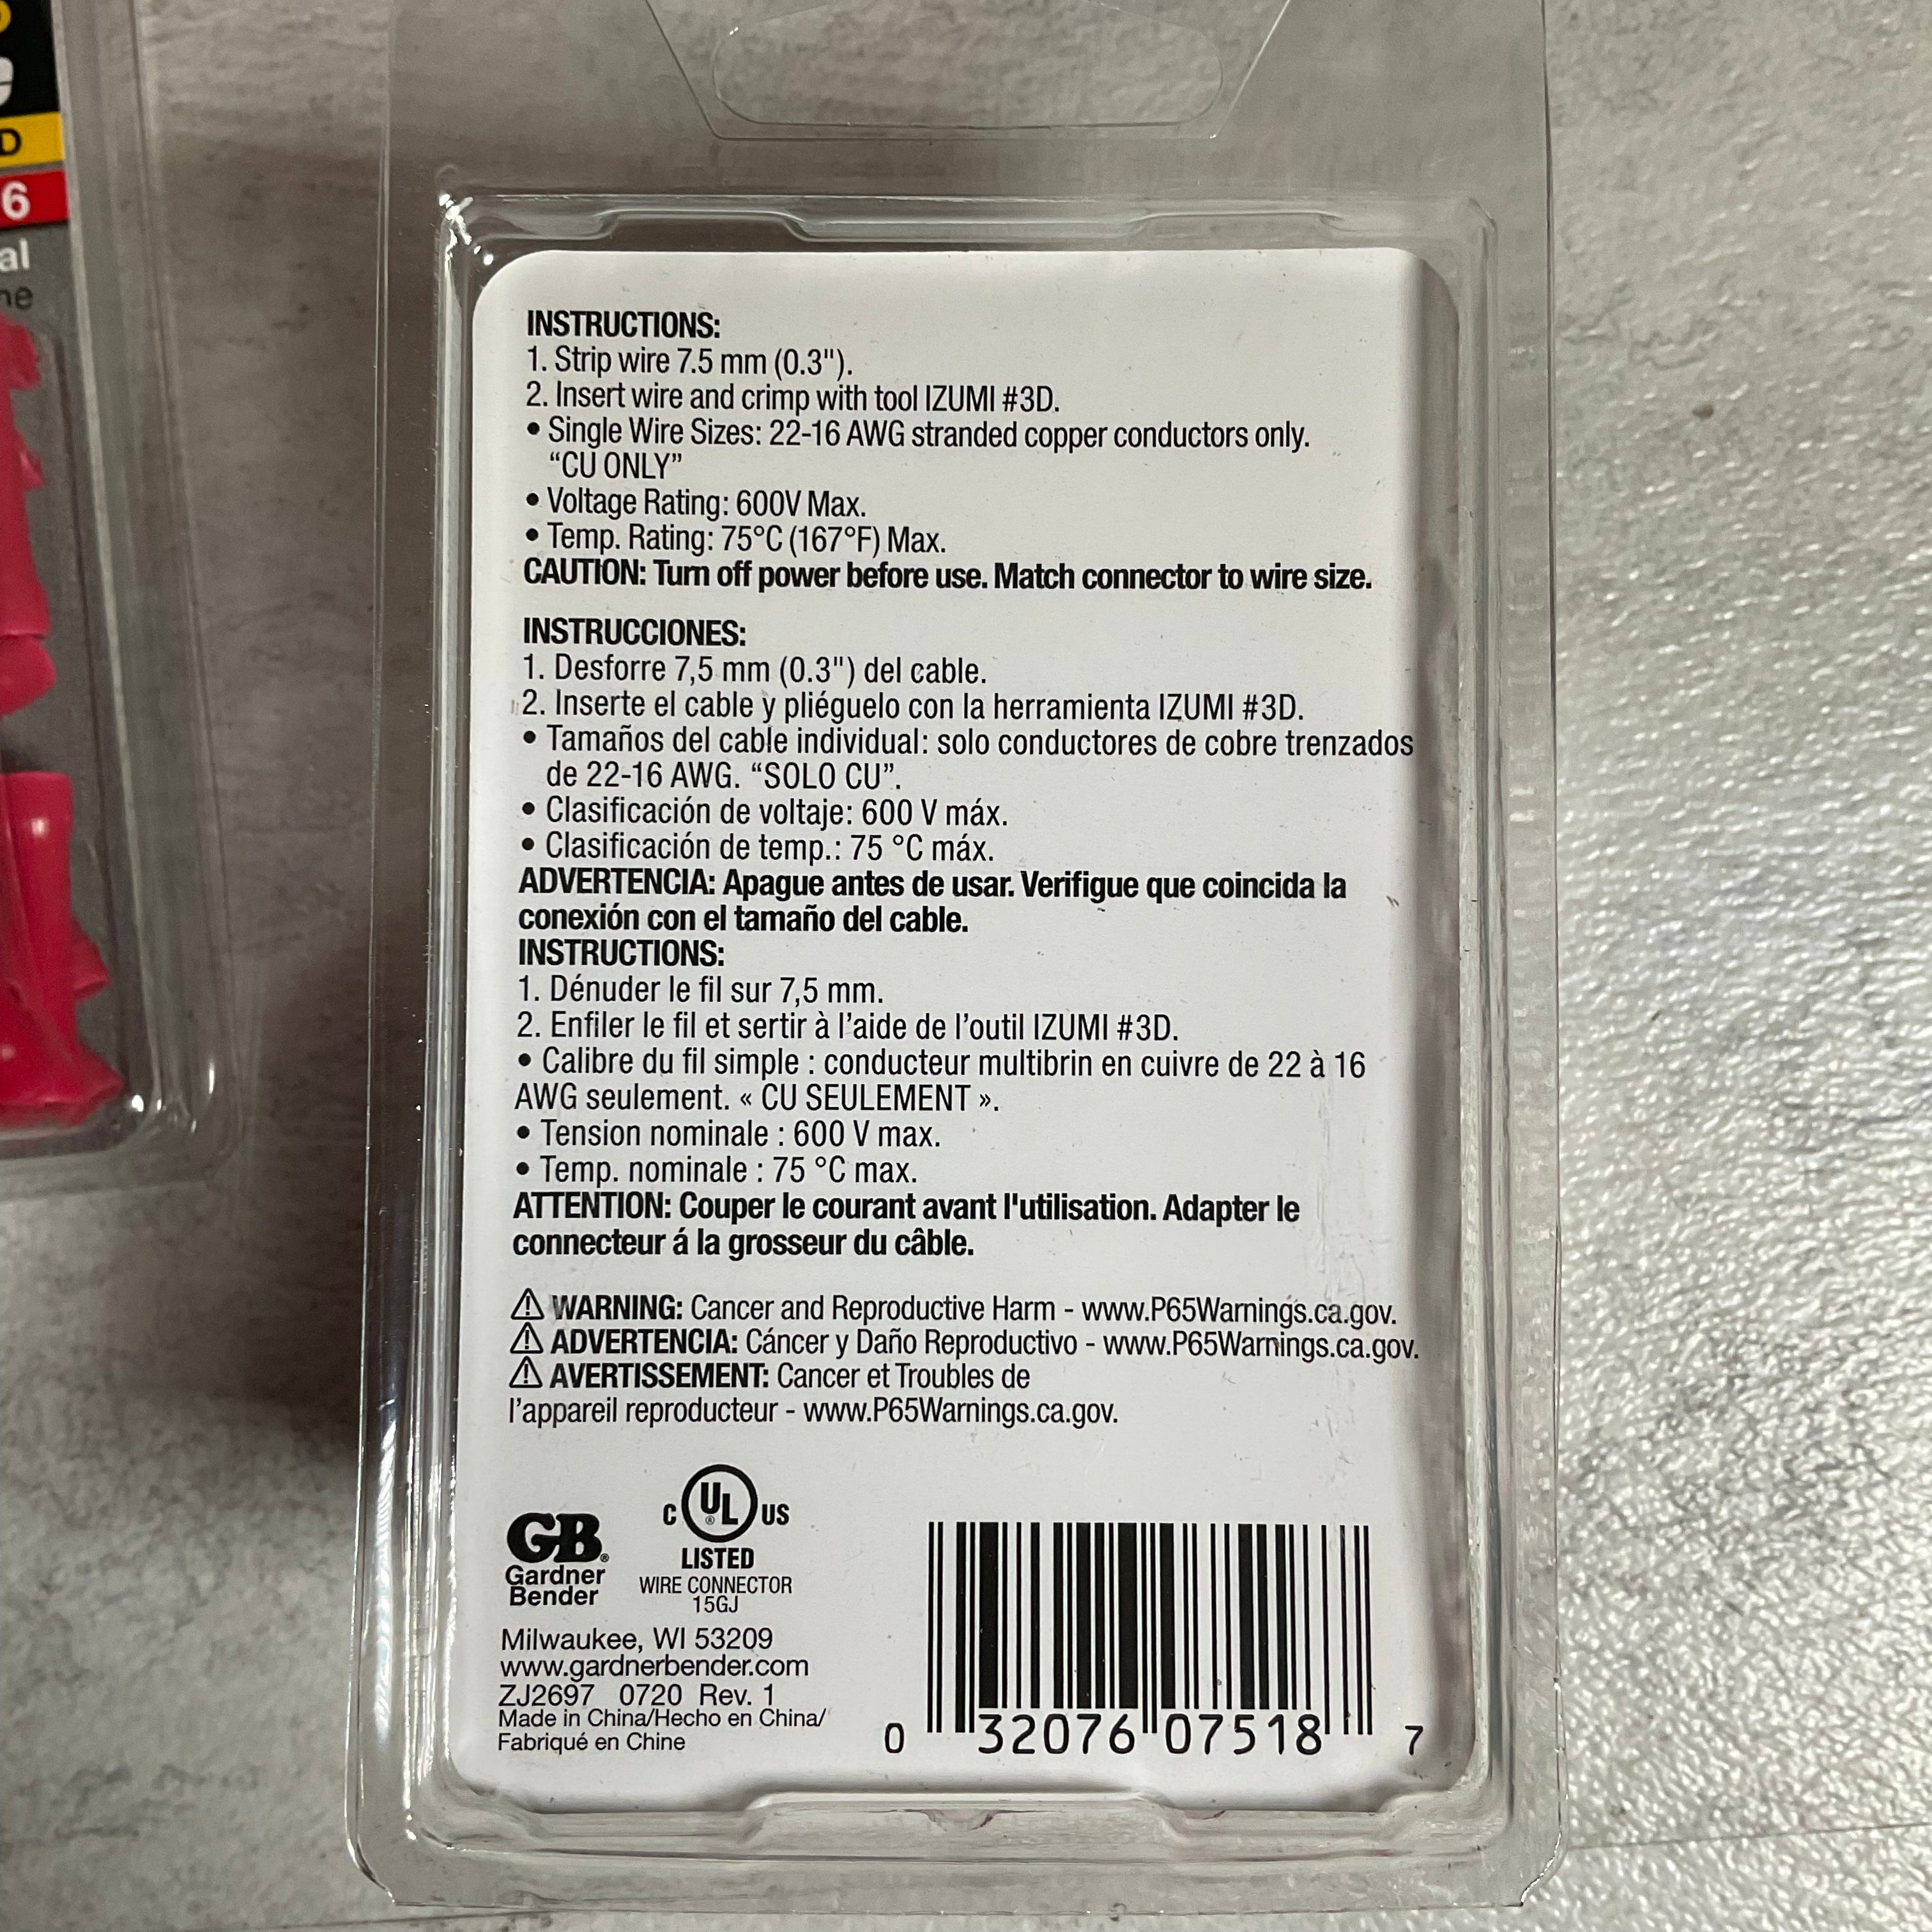 D
6
al
ne
INSTRUCTIONS:
1. Strip wire 7.5 mm (0.3").
2. Insert wire and crimp with tool IZUMI #3D.
• Single Wire Sizes: 22-16 AWG stranded copper conductors only.
“CU ONLY”
• Voltage Rating: 600V Max.
• Temp. Rating: 75°C (167°F) Max.
CAUTION: Turn off power before use. Match connector to wire size.
INSTRUCCIONES:
1. Desforre 7,5 mm (0.3") del cable.
2. Inserte el cable y pliéguelo con la herramienta IZUMI #3D.
• Tamaños del cable individual: solo conductores de cobre trenzados
de 22-16 AWG. “SOLO CU”.
• Clasificación de voltaje: 600 V máx.
• Clasificación de temp.: 75 °C máx.
ADVERTENCIA: Apague antes de usar. Verifigue que coincida la
conexión con el tamaño del cable.
INSTRUCTIONS:
1. Dénuder le fil sur 7,5 mm.
2. Enfiler le fil et sertir à l’aide de l’outil IZUMI #3D.
• Calibre du fil simple : conducteur multibrin en cuivre de 22 à 16
AWG seulement. « CU SEULEMENT ».
• Tension nominale : 600 V max.
• Temp. nominale : 75 °C max.
ATTENTION: Couper le courant avant l'utilisation. Adapter le
connecteur á la grosseur du câble.
⚠ WARNING: Cancer and Reproductive Harm - www.P65Warnings.ca.gov.
⚠ ADVERTENCIA: Cáncer y Daño Reproductivo - www.P65Warnings.ca.gov.
⚠ AVERTISSEMENT: Cancer et Troubles de
l’appareil reproducteur - www.P65Warnings.ca.gov.
GB®
Gardner
Bender
C UL® US
LISTED
WIRE CONNECTOR
15GJ
Milwaukee, WI 53209
www.gardnerbender.com
ZJ2697 0720 Rev. 1
Made in China/Hecho en China/
Fabriqué en Chine
0 32076 07518 7